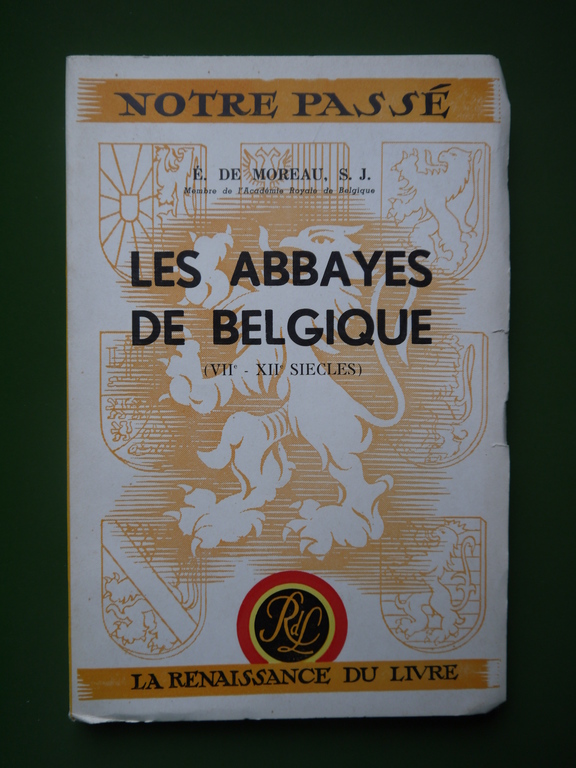 NOTRE PASSÉ
É. DE MOREAU, S. J.
Membre de l'Académie Royale de Belgique
LES ABBAYES
DE BELGIQUE
(VIIe - XIIe SIECLES)
RdL
LA RENAISSANCE DU LIVRE